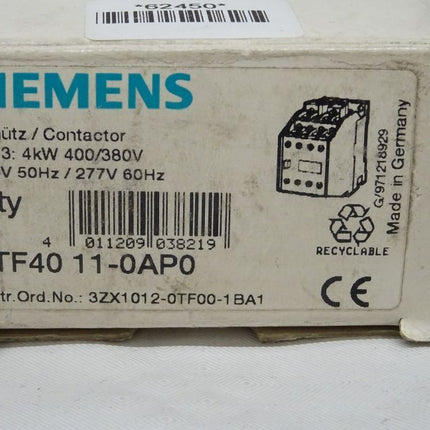 *62450*
IEMENS
ütz / Contactor
3: 4kW 400/380V
V 50Hz / 277V 60Hz
ty
4 011209 038219
TF40 11-0AP0
tr.Ord.No.: 3ZX1012-0TF00-1BA1
G/971218929
Made in Germany
RECYCLABLE
CE